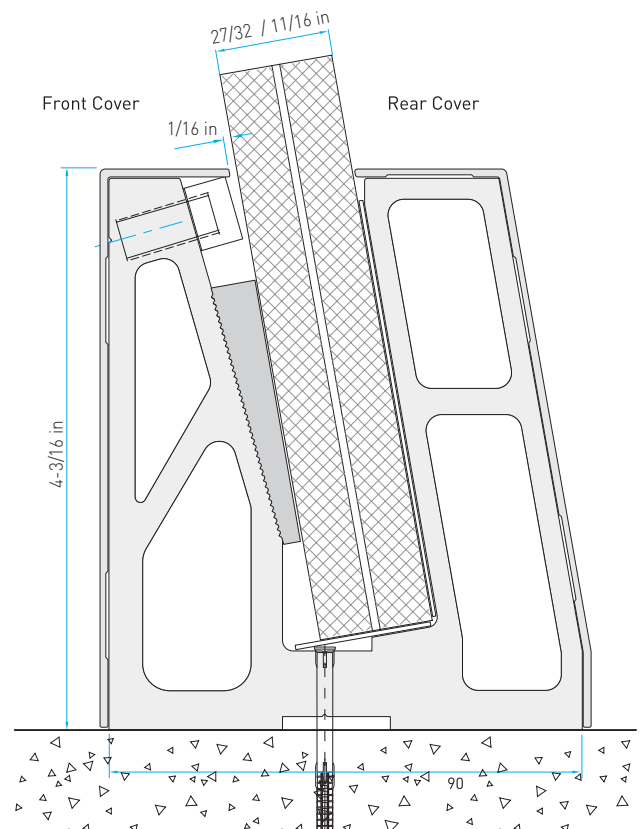 27/32 / 11/16 in
Front Cover
Rear Cover
1/16 in
4-3/16 in
90